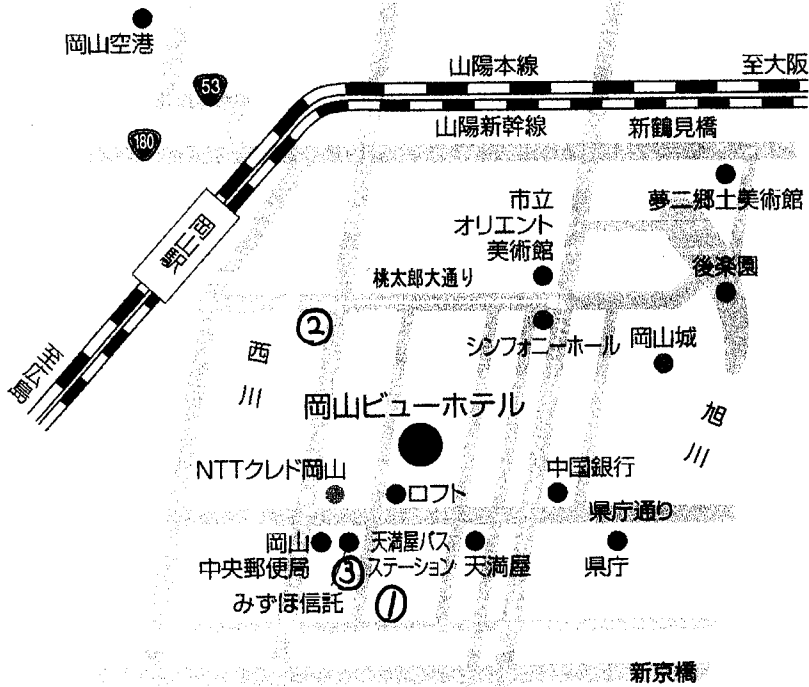 岡山空港
53
山陽本線
至大阪
山陽新幹線
新鶴見橋
180
岡山駅
夢二郷土美術館
市立
オリエント
美術館
後楽園
桃太郎大通り
②
シンフォニーホール
岡山城
至広島
西川
旭川
岡山ビューホテル
NTTクレド岡山
ロフト
中国銀行
県庁通り
岡山
中央郵便局
天満屋バス
ステーション
天満屋
県庁
③
みずほ信託
①
新京橋